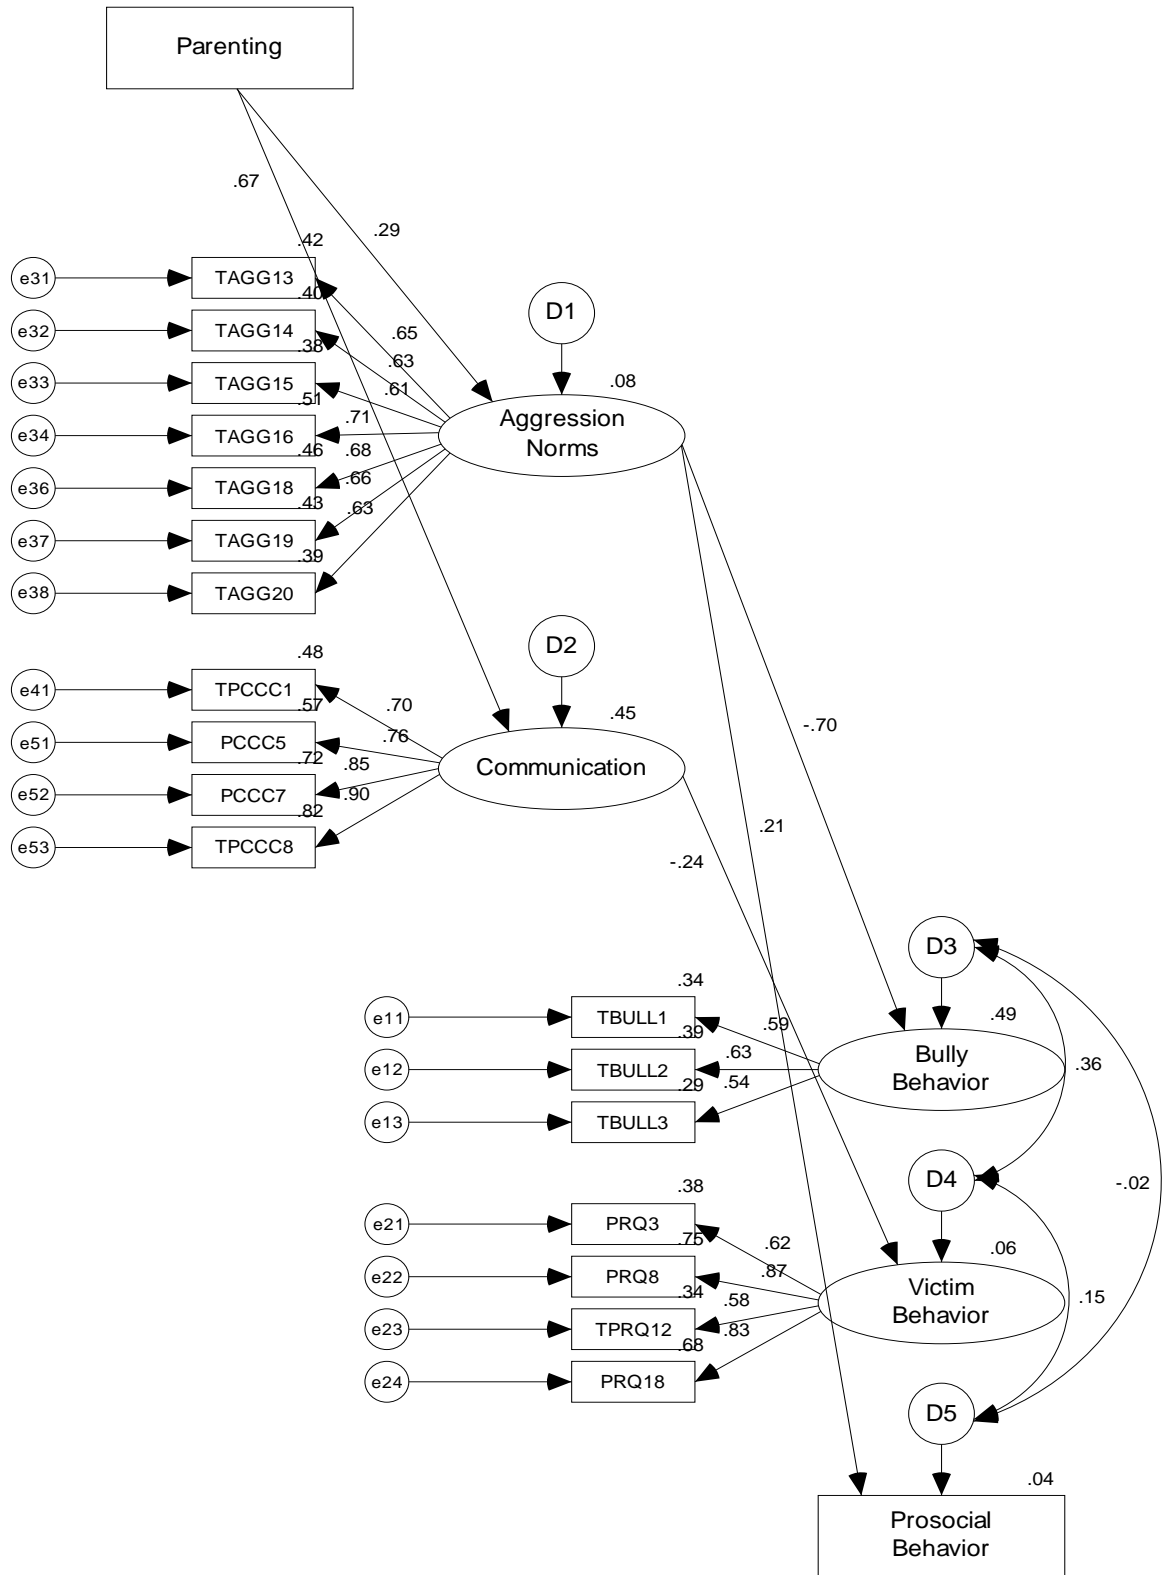 Parenting
.67
.29
.42
e31
TAGG13
.40
e32
TAGG14
.38
e33
TAGG15
.51
e34
TAGG16
.46
e36
TAGG18
.43
e37
TAGG19
.39
e38
TAGG20
.65
.63
.61
.71
.68
.66
.63
D1
.08
Aggression
Norms
.48
e41
TPCCC1
.57
e51
PCCC5
.72
e52
PCCC7
.82
e53
TPCCC8
.70
.76
.85
.90
D2
.45
Communication
-.70
.21
-.24
.34
e11
TBULL1
.39
e12
TBULL2
.29
e13
TBULL3
.59
.63
.54
D3
.49
Bully
Behavior
.36
.38
e21
PRQ3
.75
e22
PRQ8
.34
e23
TPRQ12
.68
e24
PRQ18
.62
.87
.58
.83
D4
.06
Victim
Behavior
-.02
.15
D5
.04
Prosocial
Behavior